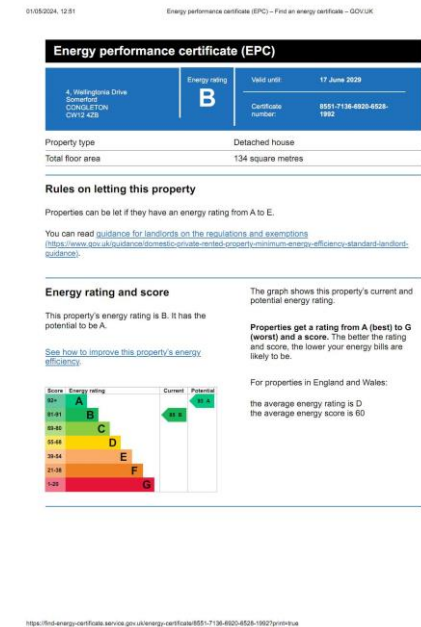 01/05/2024, 12:51
Energy performance certificate (EPC) – Find an energy certificate – GOV.UK
Energy performance certificate (EPC)
4, Wellingtonia Drive
Somerford
CONGLETON
CW12 4ZB
Energy rating
B
Valid until:
17 June 2029
Certificate
number:
8551-7136-6920-6528-
1992
Property type
Detached house
Total floor area
134 square metres
Rules on letting this property
Properties can be let if they have an energy rating from A to E.
You can read guidance for landlords on the regulations and exemptions
(https://www.gov.uk/guidance/domestic-private-rented-property-minimum-energy-efficiency-standard-landlord-
guidance).
Energy rating and score
This property's energy rating is B. It has the
potential to be A.
See how to improve this property's energy
efficiency.
Score Energy rating Current Potential
92+ A
81-91 B
69-80 C
55-68 D
39-54 E
21-38 F
1-20 G
The graph shows this property's current and
potential energy rating.
Properties get a rating from A (best) to G
(worst) and a score. The better the rating
and score, the lower your energy bills are
likely to be.
For properties in England and Wales:
the average energy rating is D
the average energy score is 60
https://find-energy-certificate.service.gov.uk/energy-certificate/8551-7136-6920-6528-1992?print=true